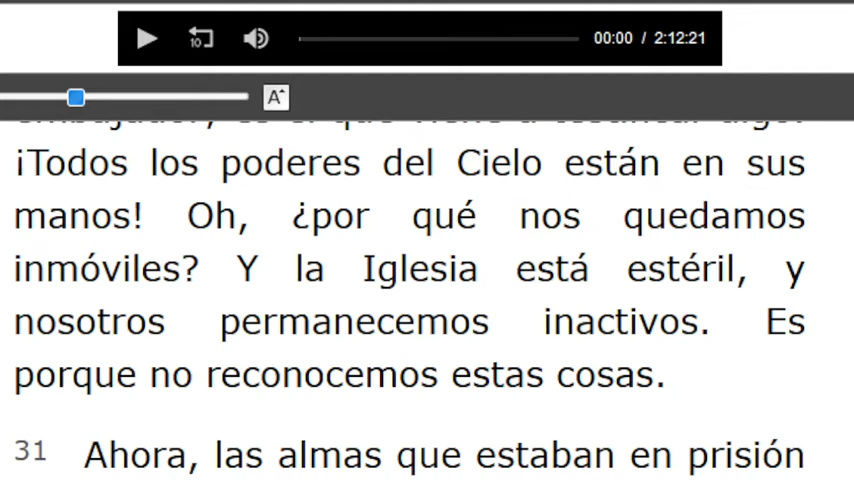 10
00:00 / 2:12:21
A
¡Todos los poderes del Cielo están en sus
manos! Oh, ¿por qué nos quedamos
inmóviles? Y la Iglesia está estéril, y
nosotros permanecemos inactivos. Es
porque no reconocemos estas cosas.
31 Ahora, las almas que estaban en prisión